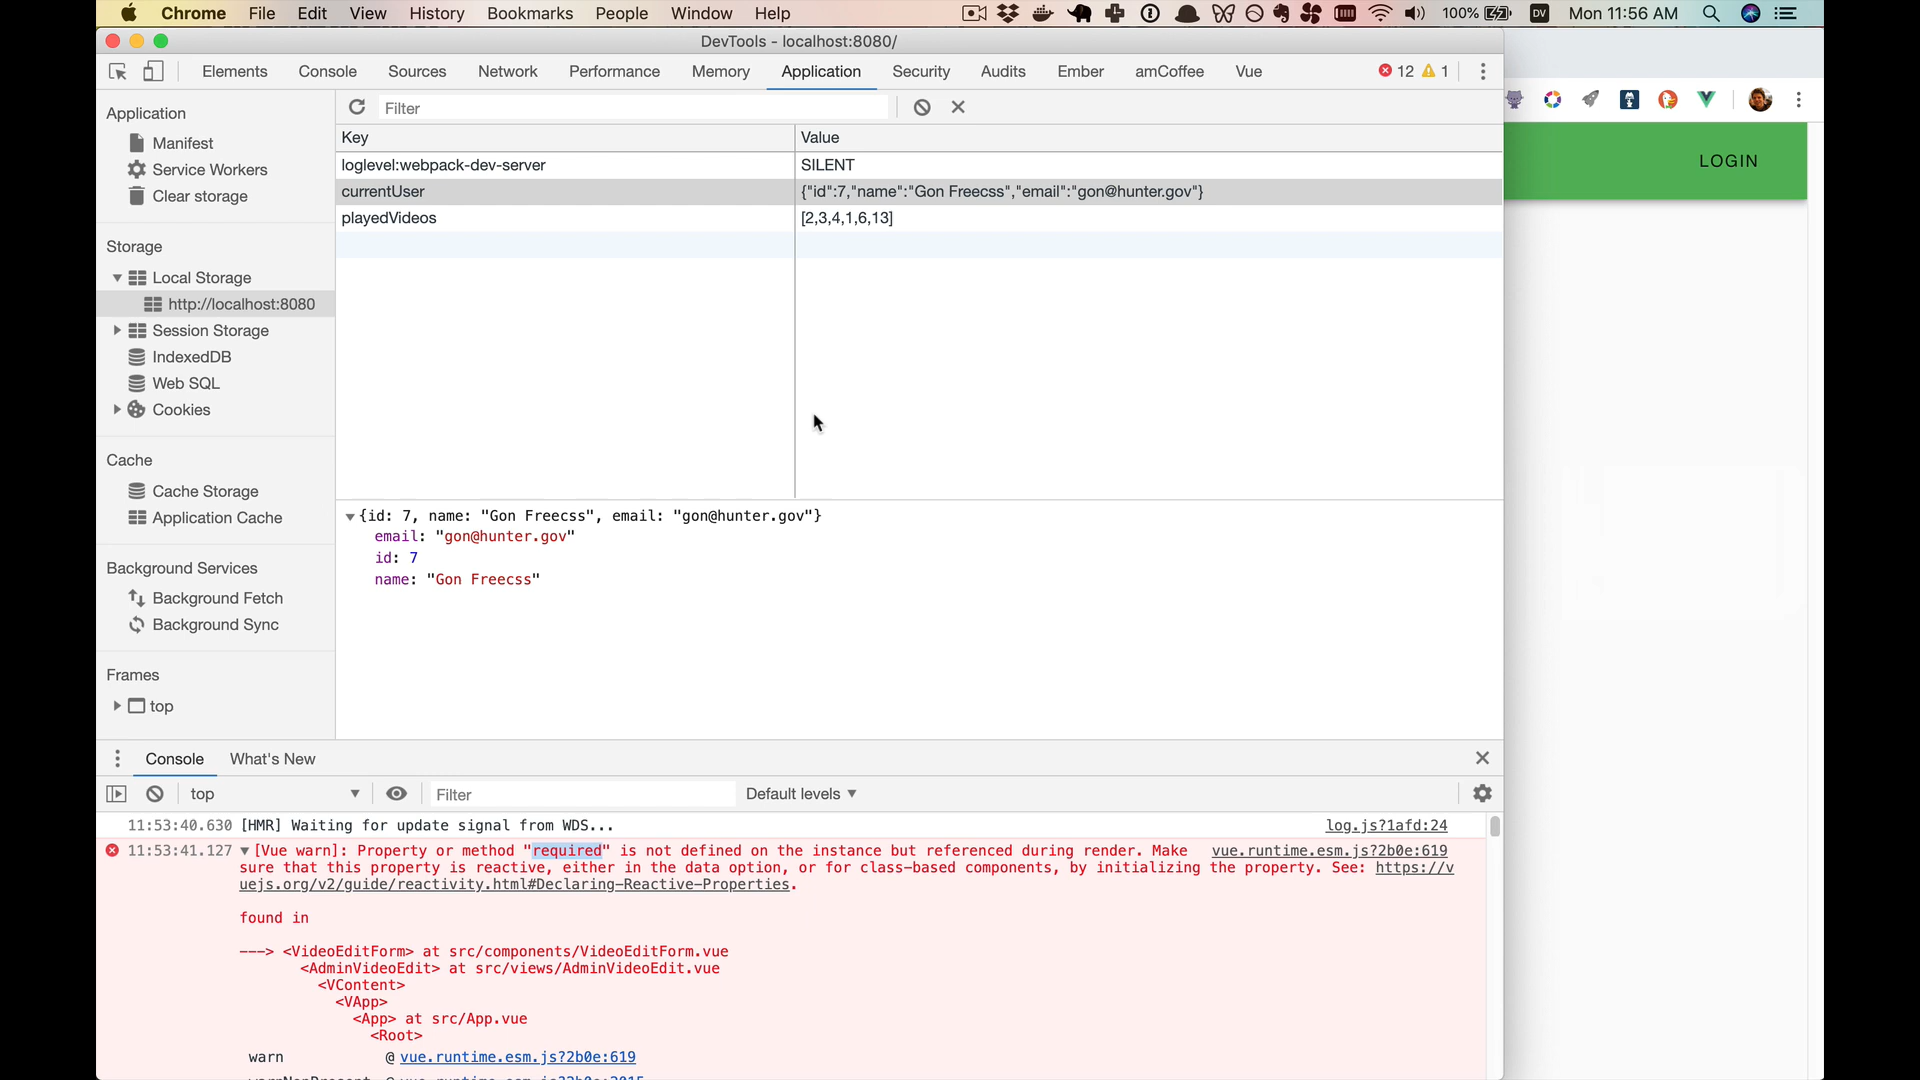 Chrome File Edit View History Bookmarks People Window Help 100% DV Mon 11:56 AM
DevTools - localhost:8080/
Elements Console Sources Network Performance Memory Application Security Audits Ember amCoffee Vue 12 1
Application
Manifest
Service Workers
Clear storage
Storage
Local Storage
http://localhost:8080
Session Storage
IndexedDB
Web SQL
Cookies
Cache
Cache Storage
Application Cache
Background Services
Background Fetch
Background Sync
Frames
top
Filter
Key Value
loglevel:webpack-dev-server SILENT
currentUser {"id":7,"name":"Gon Freecss","email":"gon@hunter.gov"}
playedVideos [2,3,4,1,6,13]
{id: 7, name: "Gon Freecss", email: "gon@hunter.gov"}
email: "gon@hunter.gov"
id: 7
name: "Gon Freecss"
LOGIN
Console What's New
top Filter Default levels
11:53:40.630 [HMR] Waiting for update signal from WDS... log.js?1afd:24
11:53:41.127 [Vue warn]: Property or method "required" is not defined on the instance but referenced during render. Make vue.runtime.esm.js?2b0e:619
sure that this property is reactive, either in the data option, or for class-based components, by initializing the property. See: https://v
uejs.org/v2/guide/reactivity.html#Declaring-Reactive-Properties.
found in
---> <VideoEditForm> at src/components/VideoEditForm.vue
<AdminVideoEdit> at src/views/AdminVideoEdit.vue
<VContent>
<VApp>
<App> at src/App.vue
<Root>
warn @ vue.runtime.esm.js?2b0e:619